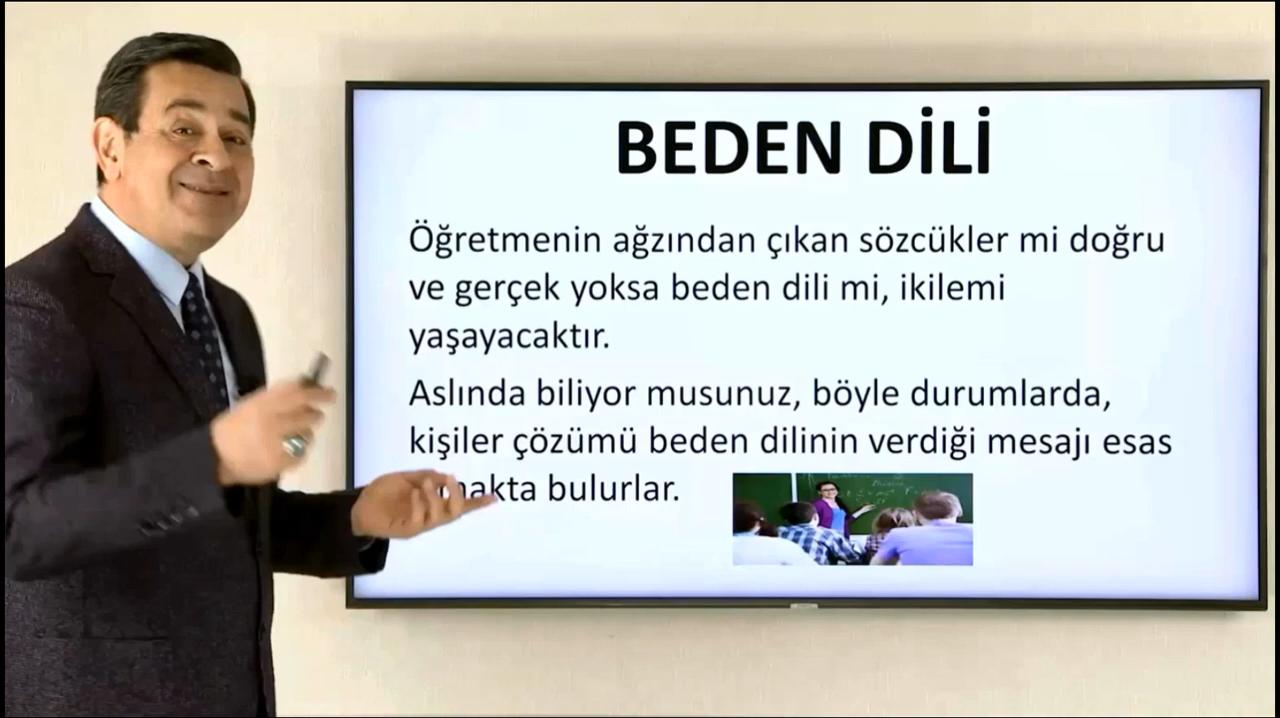 BEDEN DİLİ
Öğretmenin ağzından çıkan sözcükler mi doğru
ve gerçek yoksa beden dili mi, ikilemi
yaşayacaktır.
Aslında biliyor musunuz, böyle durumlarda,
kişiler çözümü beden dilinin verdiği mesajı esas
bulurlar.